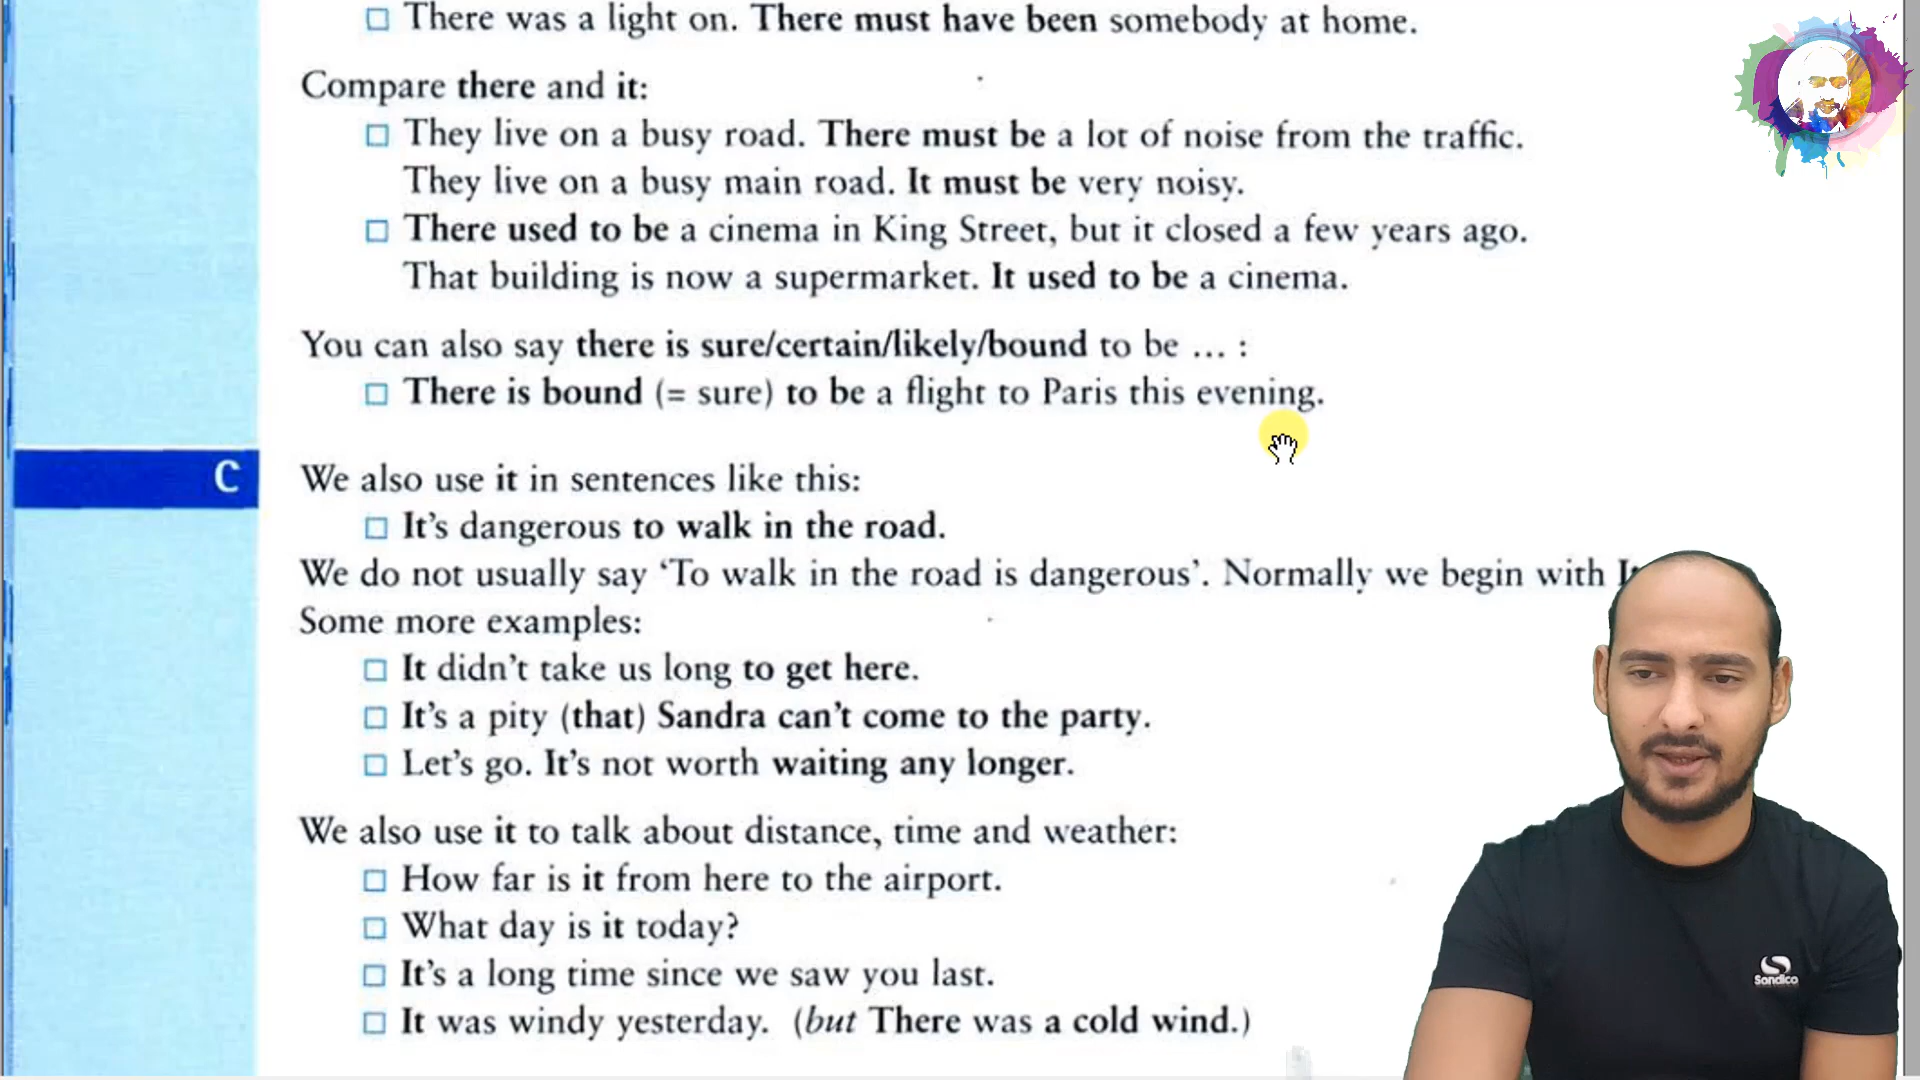 There was a light on. There must have been somebody at home.
Compare there and it:
They live on a busy road. There must be a lot of noise from the traffic.
They live on a busy main road. It must be very noisy.
There used to be a cinema in King Street, but it closed a few years ago.
That building is now a supermarket. It used to be a cinema.
You can also say there is sure/certain/likely/bound to be ... :
There is bound (= sure) to be a flight to Paris this evening.
C
We also use it in sentences like this:
It's dangerous to walk in the road.
We do not usually say 'To walk in the road is dangerous'. Normally we begin with
Some more examples:
It didn't take us long to get here.
It's a pity (that) Sandra can't come to the party.
Let's go. It's not worth waiting any longer.
We also use it to talk about distance, time and weather:
How far is it from here to the airport.
What day is it today?
It's a long time since we saw you last.
It was windy yesterday. (but There was a cold wind.)
Sondico